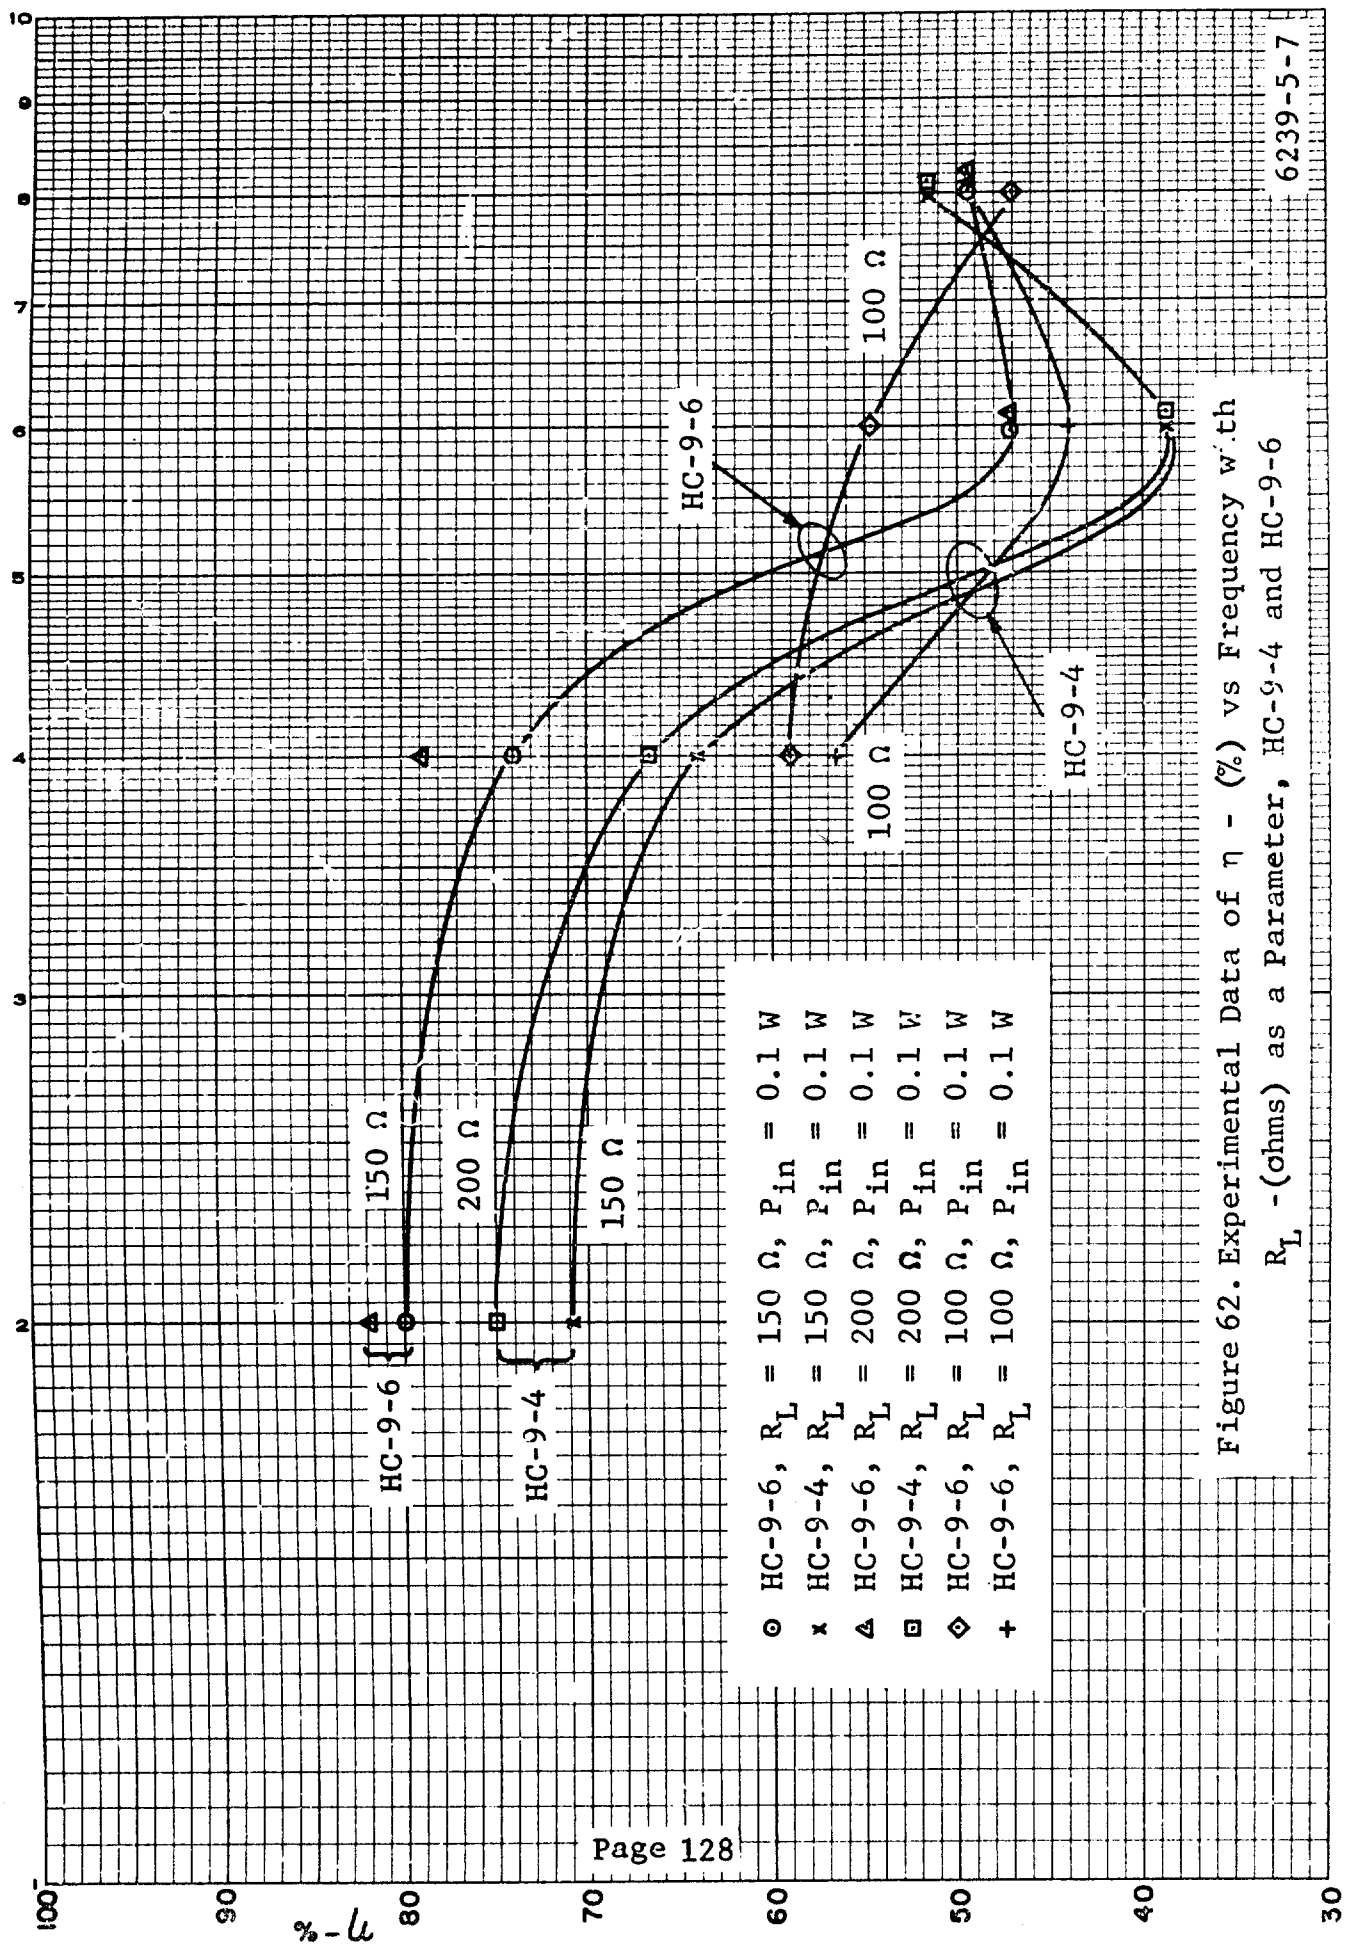 1
2
3
4
5
6
7
8
9
10
100
90
80
70
60
50
40
30
η-%
HC-9-6
HC-9-4
150 Ω
200 Ω
150 Ω
100 Ω
HC-9-4
HC-9-6
100 Ω
⊙ HC-9-6, R_L = 150 Ω, P_in = 0.1 W
x HC-9-4, R_L = 150 Ω, P_in = 0.1 W
△ HC-9-6, R_L = 200 Ω, P_in = 0.1 W
⊡ HC-9-4, R_L = 200 Ω, P_in = 0.1 W
◇ HC-9-6, R_L = 100 Ω, P_in = 0.1 W
+ HC-9-6, R_L = 100 Ω, P_in = 0.1 W
Figure 62. Experimental Data of η - (%) vs Frequency with
R_L -(ohms) as a Parameter, HC-9-4 and HC-9-6
6239-5-7
Page 128